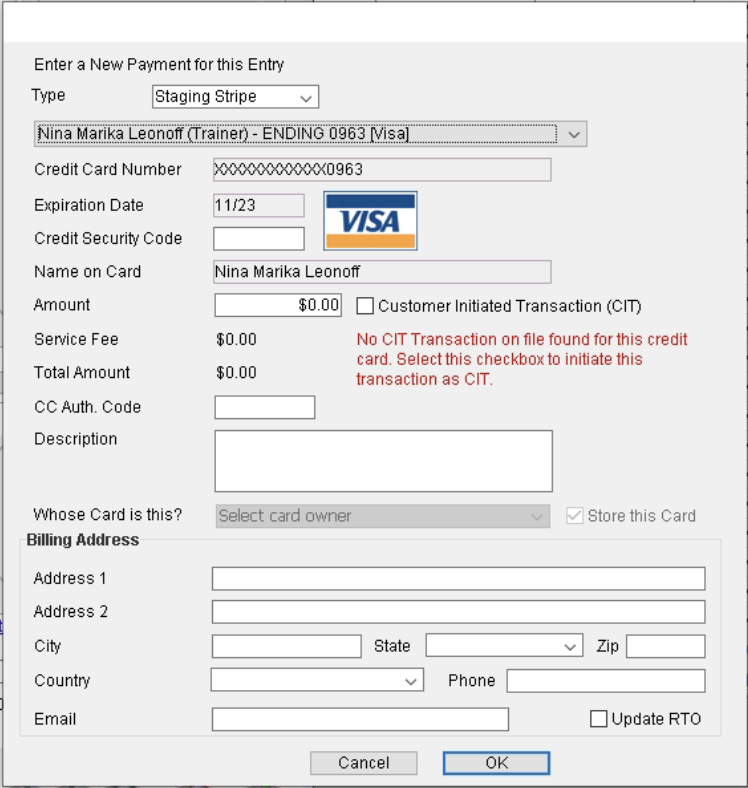 Enter a New Payment for this Entry
Type Staging Stripe
Nina Marika Leonoff (Trainer) - ENDING 0963 [Visa]
Credit Card Number XXXXXXXXXXXX0963
Expiration Date 11/23
VISA
Credit Security Code
Name on Card Nina Marika Leonoff
Amount $0.00 Customer Initiated Transaction (CIT)
Service Fee $0.00 No CIT Transaction on file found for this credit
card. Select this checkbox to initiate this
Total Amount $0.00
transaction as CIT.
CC Auth. Code
Description
Whose Card is this? Select card owner Store this Card
Billing Address
Address 1
Address 2
City State Zip
Country Phone
Email Update RTO
Cancel OK